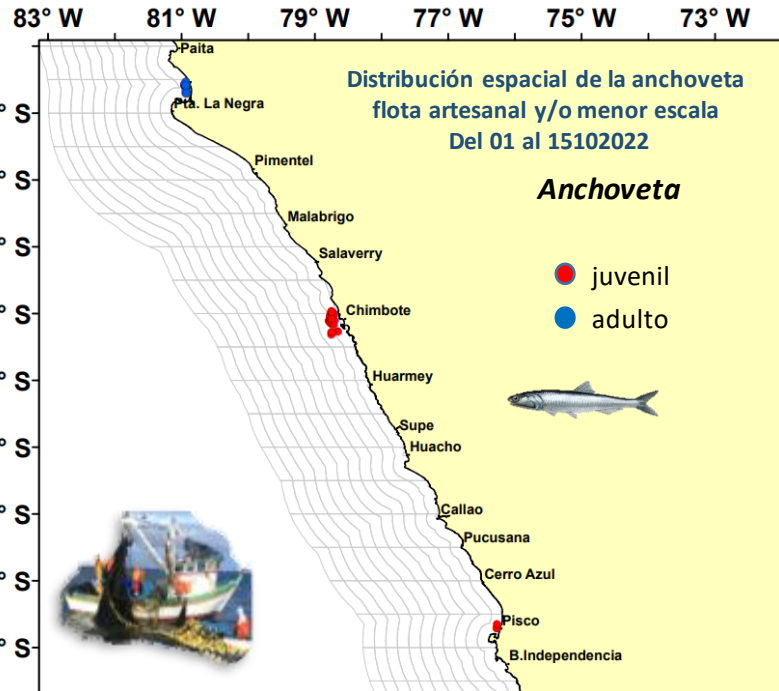 83° W 81° W 79° W 77° W 75° W 73° W
Paita
Distribución espacial de la anchoveta
flota artesanal y/o menor escala
Del 01 al 15102022
Pta. La Negra
° S
Pimentel
° S
Anchoveta
Malabrigo
° S
Salaverry
juvenil
Chimbote
° S
adulto
Huarmey
° S
Supe
Huacho
° S
Callao
° S
Pucusana
Cerro Azul
° S
Pisco
° S
B.Independencia